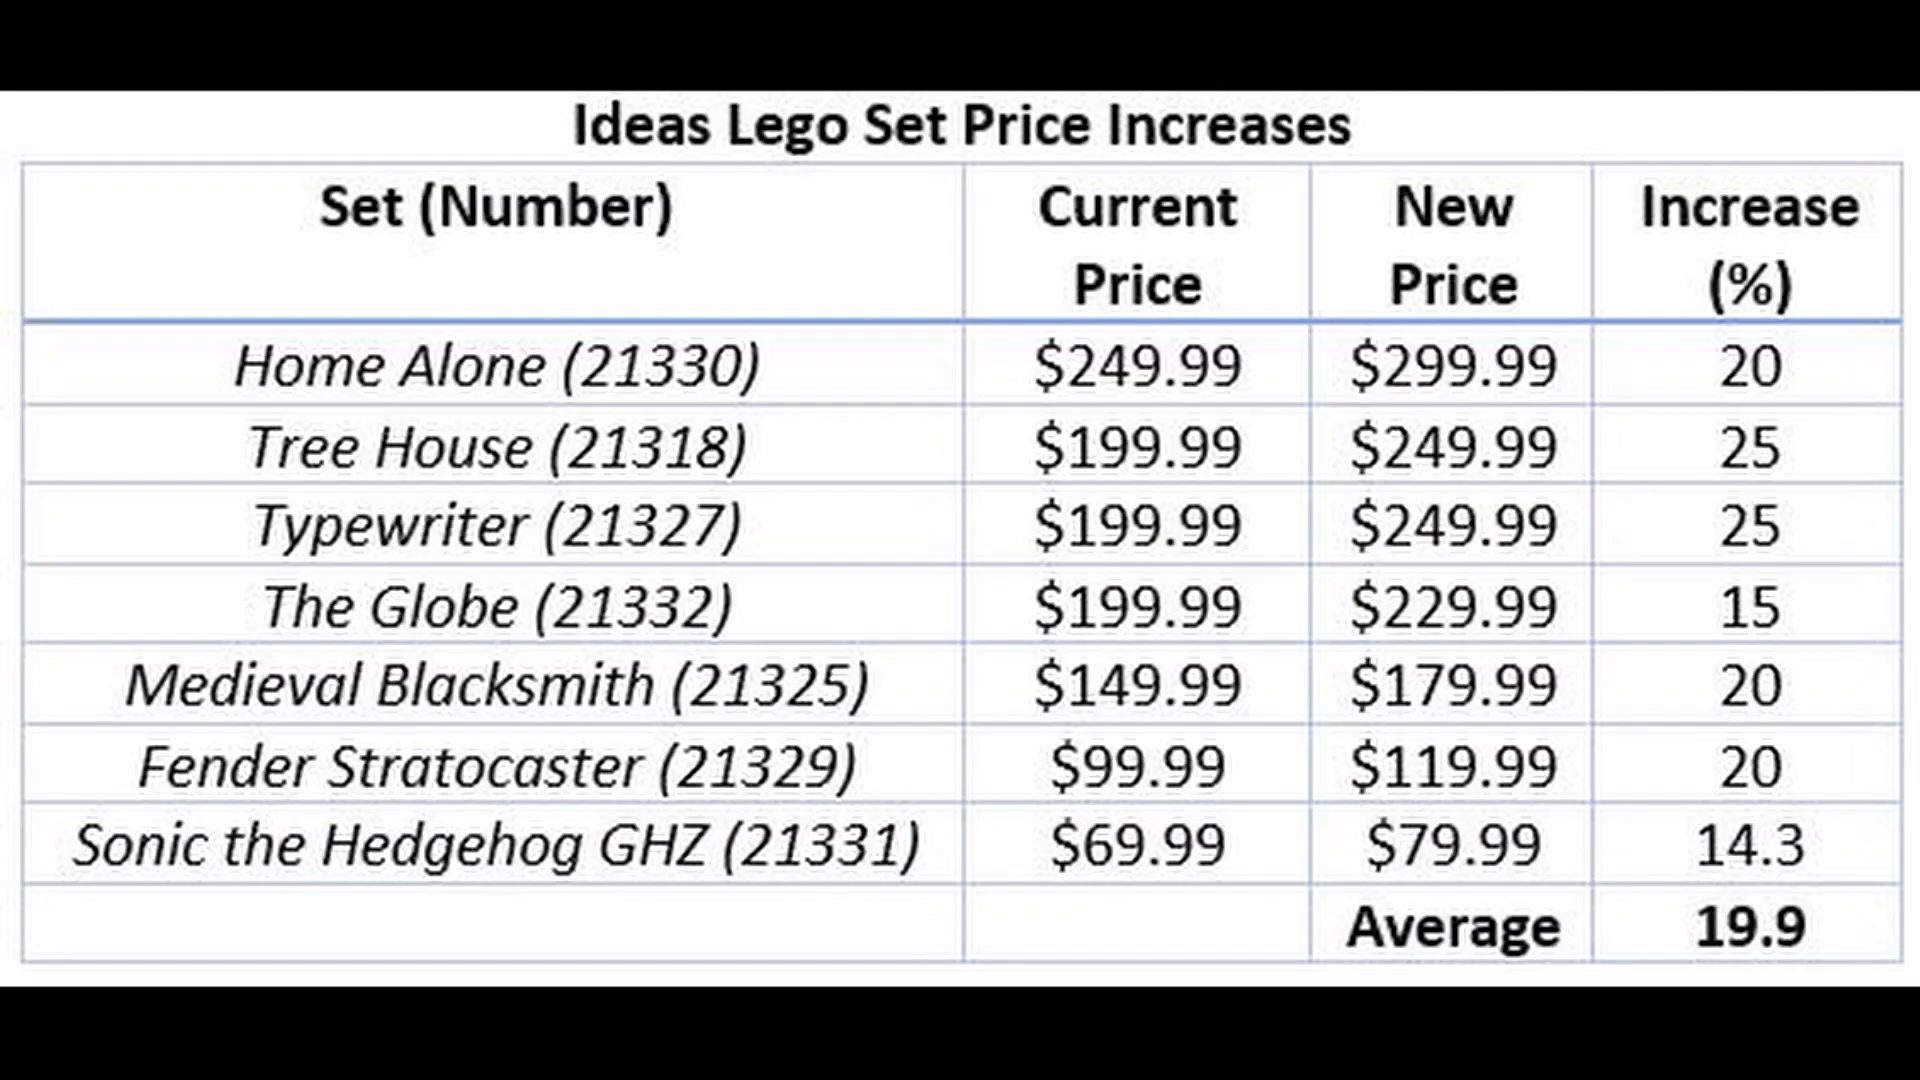 Ideas Lego Set Price Increases
Set (Number) Current Price New Price Increase (%)
Home Alone (21330) $249.99 $299.99 20
Tree House (21318) $199.99 $249.99 25
Typewriter (21327) $199.99 $249.99 25
The Globe (21332) $199.99 $229.99 15
Medieval Blacksmith (21325) $149.99 $179.99 20
Fender Stratocaster (21329) $99.99 $119.99 20
Sonic the Hedgehog GHZ (21331) $69.99 $79.99 14.3
Average 19.9